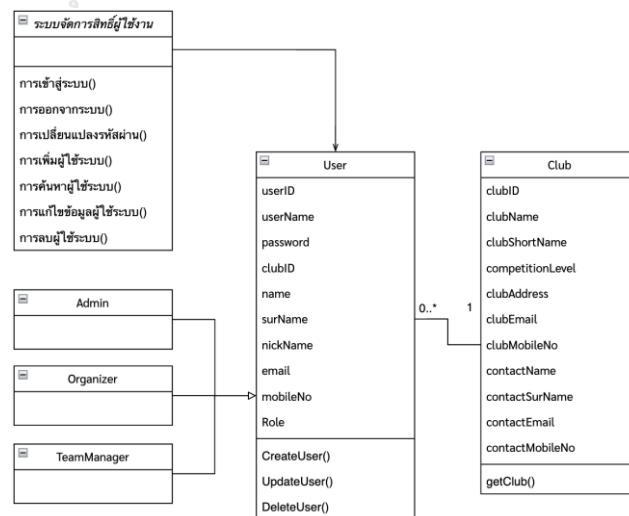 ระบบจัดการสิทธิ์ผู้ใช้งาน
การเข้าสู่ระบบ()
การออกจากระบบ()
การเปลี่ยนแปลงรหัสผ่าน()
การเพิ่มผู้ใช้ระบบ()
การค้นหาผู้ใช้ระบบ()
การแก้ไขข้อมูลผู้ใช้ระบบ()
การลบผู้ใช้ระบบ()
Admin
Organizer
TeamManager
User
userID
userName
password
clubID
name
surName
nickName
email
mobileNo
Role
CreateUser()
UpdateUser()
DeleteUser()
0..*
1
Club
clubID
clubName
clubShortName
competitionLevel
clubAddress
clubEmail
clubMobileNo
contactName
contactSurName
contactEmail
contactMobileNo
getClub()